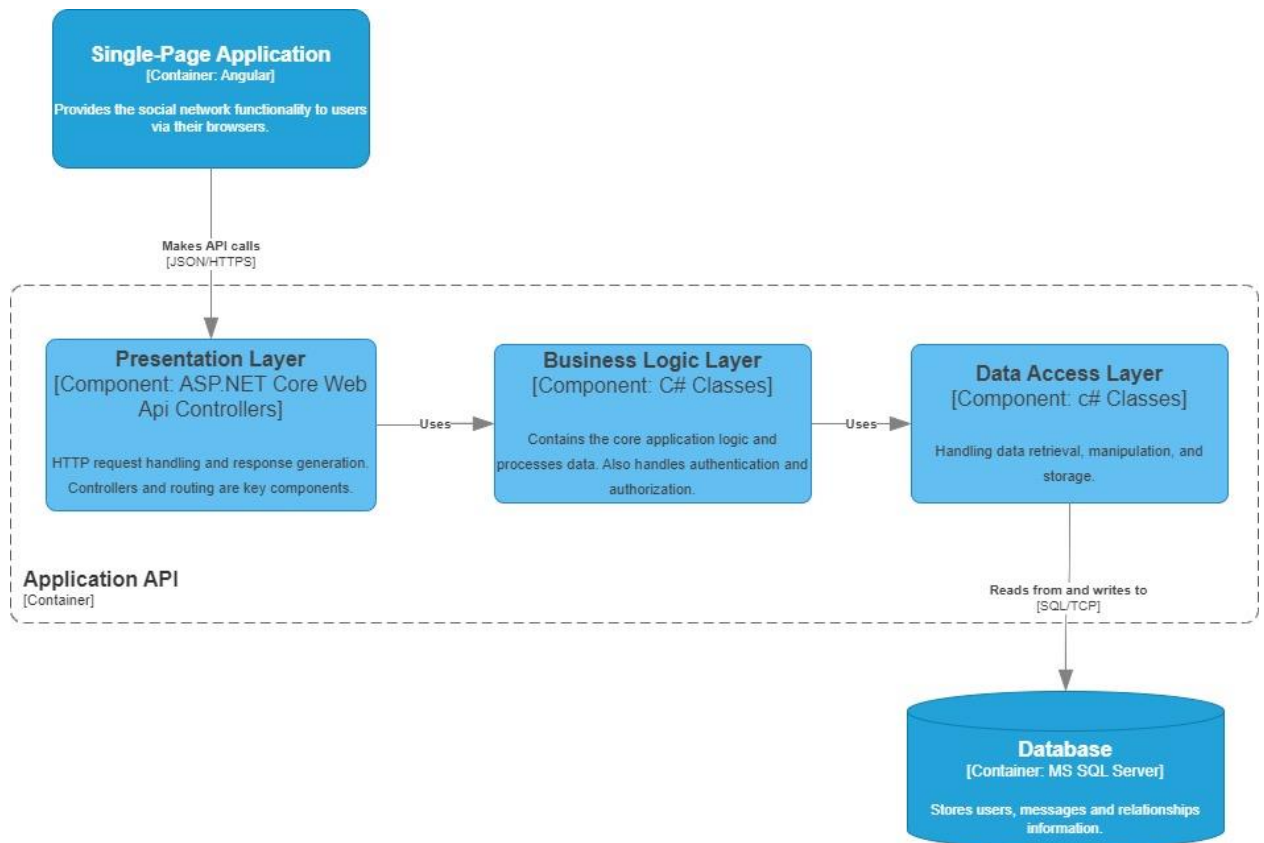 Single-Page Application
[Container: Angular]
Provides the social network functionality to users
via their browsers.
Makes API calls
[JSON/HTTPS]
Presentation Layer
[Component: ASP.NET Core Web
Api Controllers]
HTTP request handling and response generation.
Controllers and routing are key components.
Uses
Business Logic Layer
[Component: C# Classes]
Contains the core application logic and
processes data. Also handles authentication and
authorization.
Uses
Data Access Layer
[Component: c# Classes]
Handling data retrieval, manipulation, and
storage.
Application API
[Container]
Reads from and writes to
[SQL/TCP]
Database
[Container: MS SQL Server]
Stores users, messages and relationships
information.